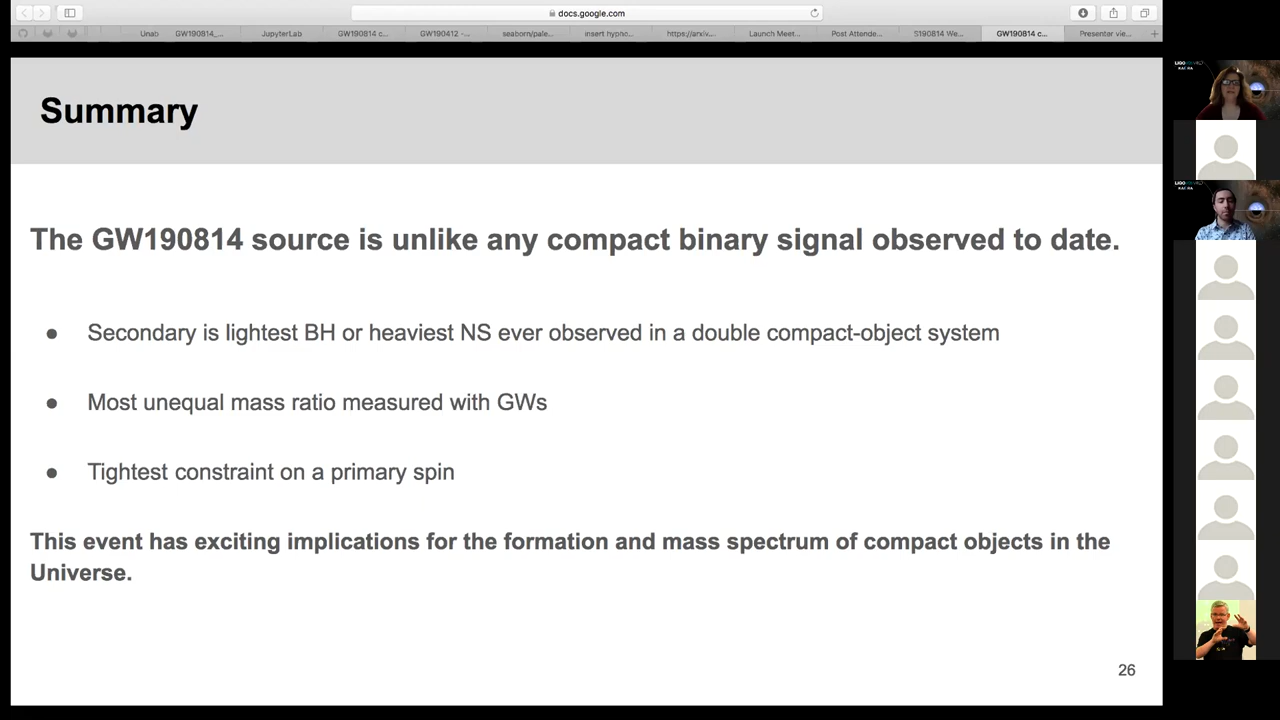 docs.google.com
Unab
GW190814_...
JupyterLab
GW190814 c...
GW190412 -...
seaborn/pale...
insert hypno...
https://arxiv...
Launch Meet...
Post Attende...
S190814 We...
GW190814 c...
Presenter vie...
Summary
The GW190814 source is unlike any compact binary signal observed to date.
● Secondary is lightest BH or heaviest NS ever observed in a double compact-object system
● Most unequal mass ratio measured with GWs
● Tightest constraint on a primary spin
This event has exciting implications for the formation and mass spectrum of compact objects in the
Universe.
26